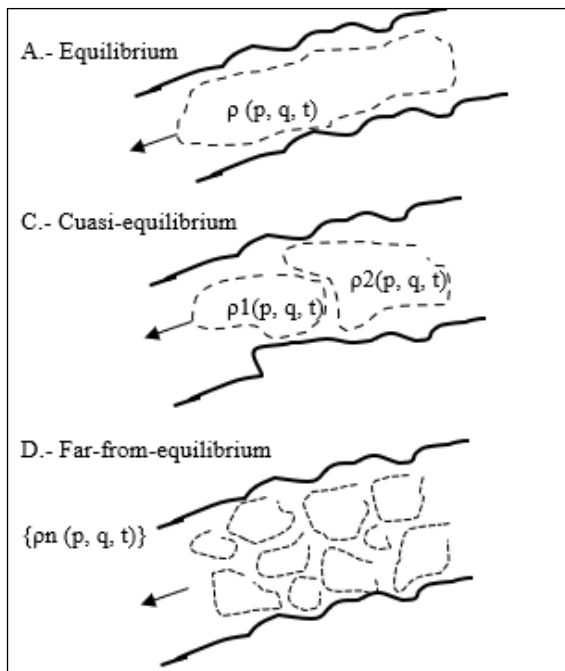 A.- Equilibrium
ρ (p, q, t)
C.- Cuasi-equilibrium
ρ2(p, q, t)
ρ1(p, q, t)
D.- Far-from-equilibrium
{ρn (p, q, t)}